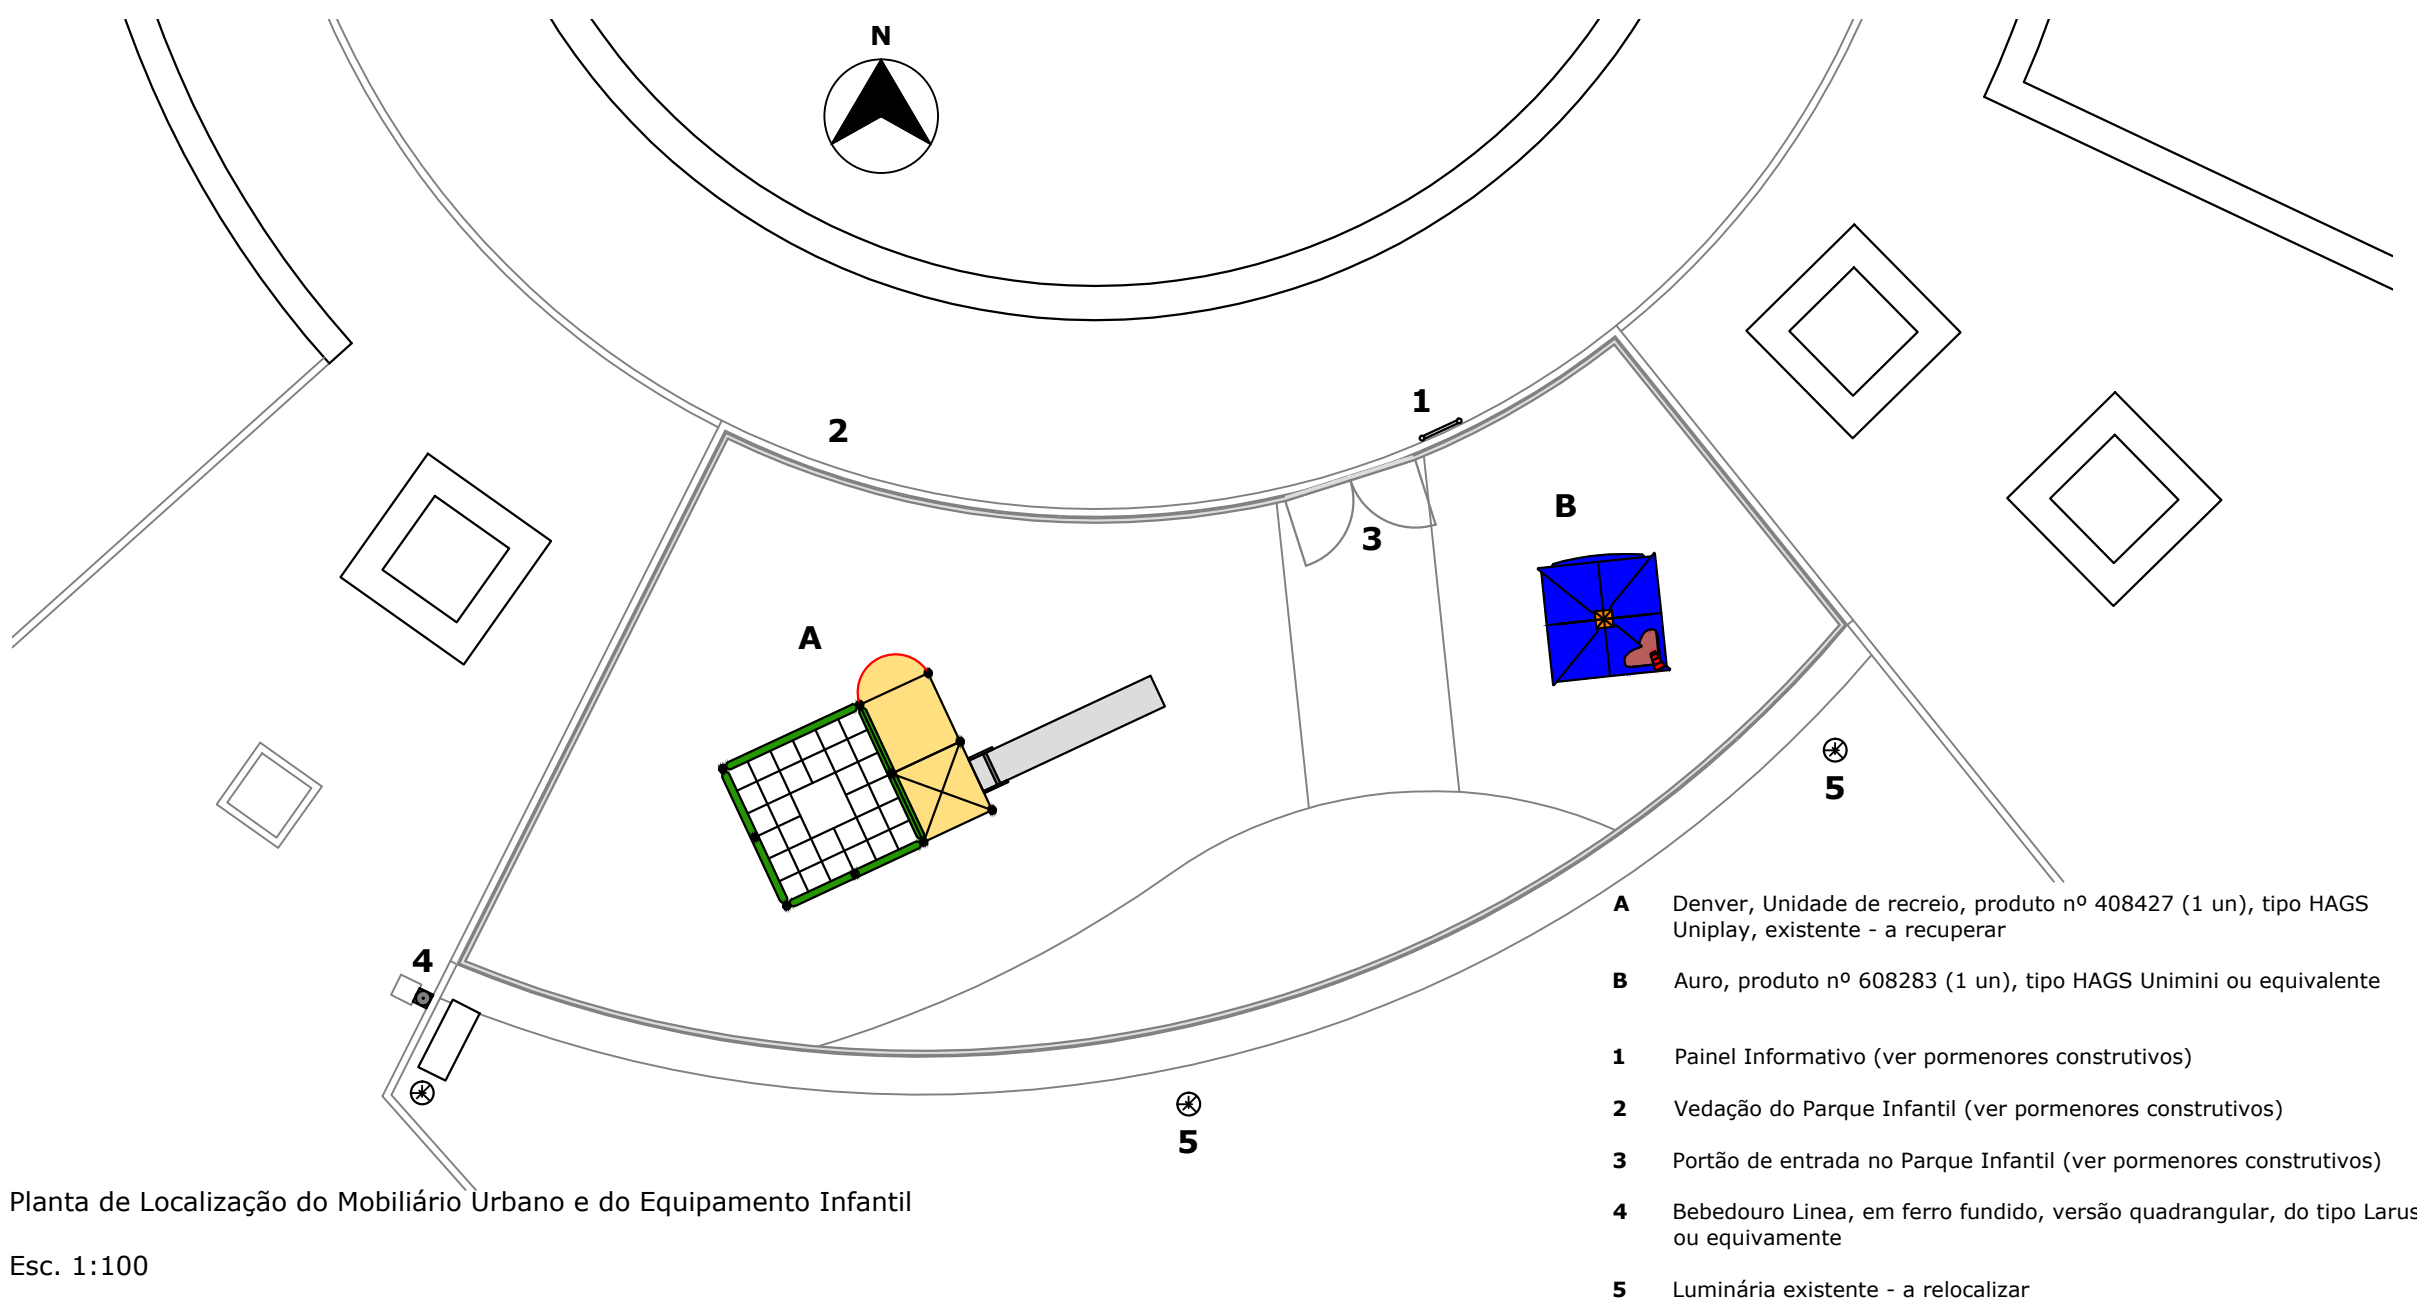 N
1
2
3
B
A
5
4
5
A Denver, Unidade de recreio, produto nº 408427 (1 un), tipo HAGS
Uniplay, existente - a recuperar
B Auro, produto nº 608283 (1 un), tipo HAGS Unimini ou equivalente
1 Painel Informativo (ver pormenores construtivos)
2 Vedação do Parque Infantil (ver pormenores construtivos)
3 Portão de entrada no Parque Infantil (ver pormenores construtivos)
4 Bebedouro Linea, em ferro fundido, versão quadrangular, do tipo Larus
ou equivamente
5 Luminária existente - a relocalizar
Planta de Localização do Mobiliário Urbano e do Equipamento Infantil
Esc. 1:100